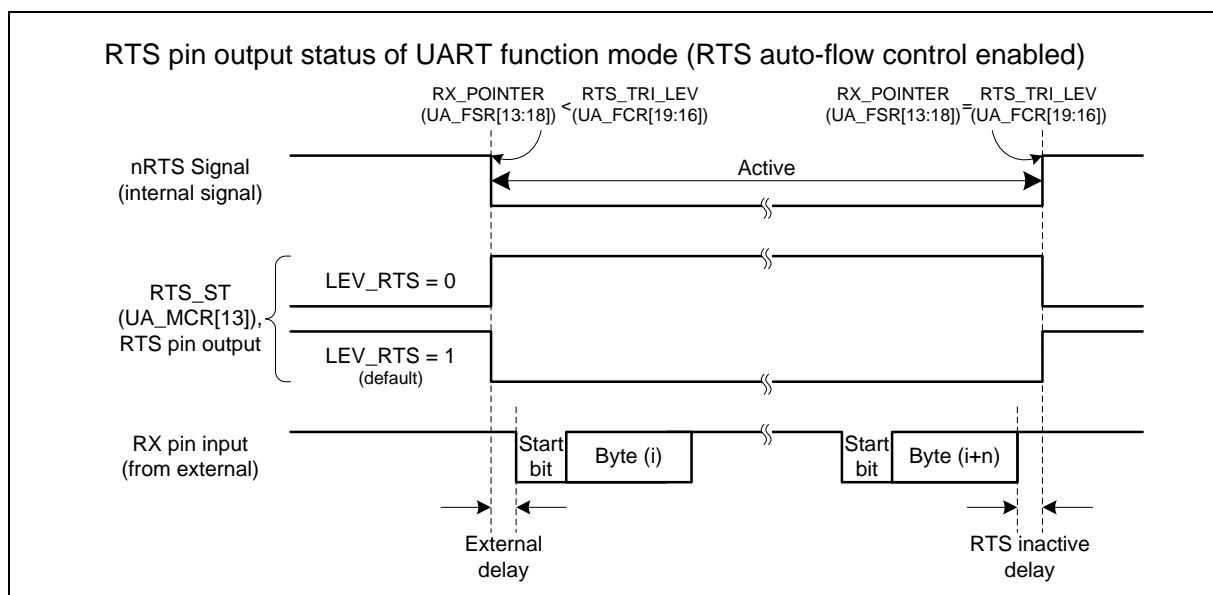 RTS pin output status of UART function mode (RTS auto-flow control enabled)
RX_POINTER RTS_TRI_LEV
(UA_FSR[13:18]) < (UA_FCR[19:16])
RX_POINTER RTS_TRI_LEV
(UA_FSR[13:18]) = (UA_FCR[19:16])
nRTS Signal
(internal signal)
Active
RTS_ST
(UA_MCR[13]),
RTS pin output
LEV_RTS = 0
LEV_RTS = 1
(default)
RX pin input
(from external)
Start
bit
Byte (i)
Start
bit
Byte (i+n)
External
delay
RTS inactive
delay